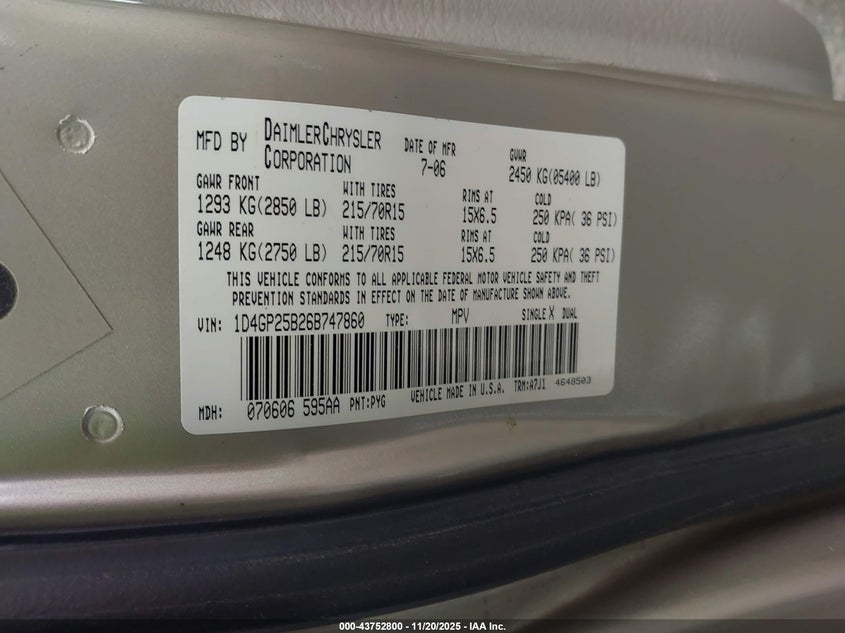 MFD BY DAIMLERCHRYSLER CORPORATION DATE OF MFR 7-06 GVWR 2450 KG(05400 LB)
GAWR FRONT WITH TIRES RIMS AT COLD
1293 KG(2850 LB) 215/70R15 15X6.5 250 KPA( 36 PSI)
GAWR REAR WITH TIRES RIMS AT COLD
1248 KG(2750 LB) 215/70R15 15X6.5 250 KPA( 36 PSI)
THIS VEHICLE CONFORMS TO ALL APPLICABLE FEDERAL MOTOR VEHICLE SAFETY AND THEFT
PREVENTION STANDARDS IN EFFECT ON THE DATE OF MANUFACTURE SHOWN ABOVE.
VIN: 1D4GP25B26B747860 TYPE: MPV SINGLE X DUAL
MDH: 070606 595AA PNT:PYG VEHICLE MADE IN U.S.A. TRM:A7J1 4648503
000-43752800 - 11/20/2025 - IAA Inc.